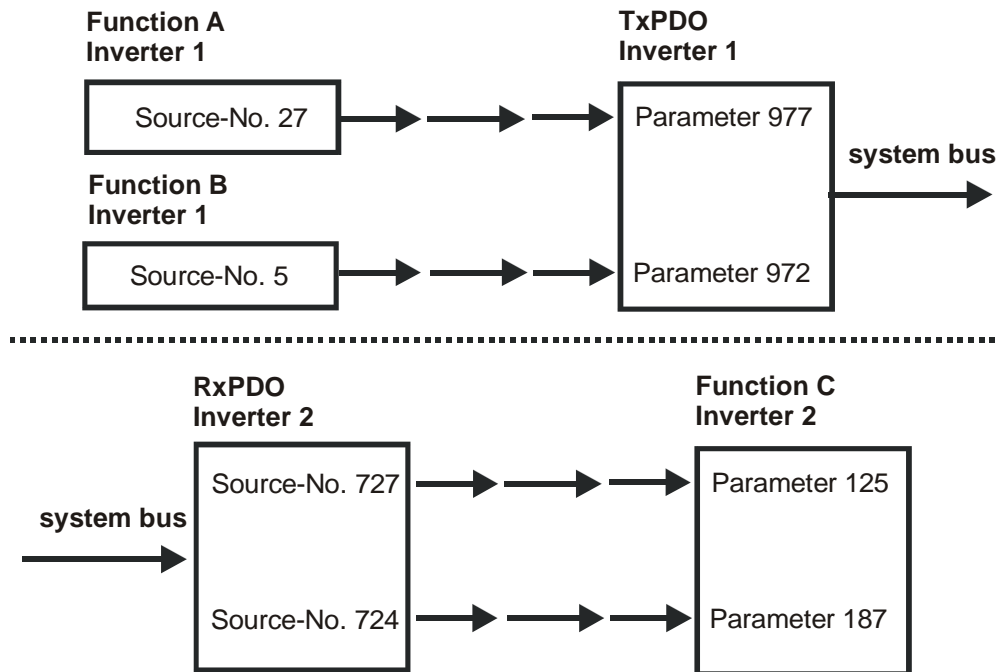 Function A
Inverter 1
Source-No. 27
Function B
Inverter 1
Source-No. 5
TxPDO
Inverter 1
Parameter 977
Parameter 972
system bus
RxPDO
Inverter 2
system bus
Source-No. 727
Source-No. 724
Function C
Inverter 2
Parameter 125
Parameter 187